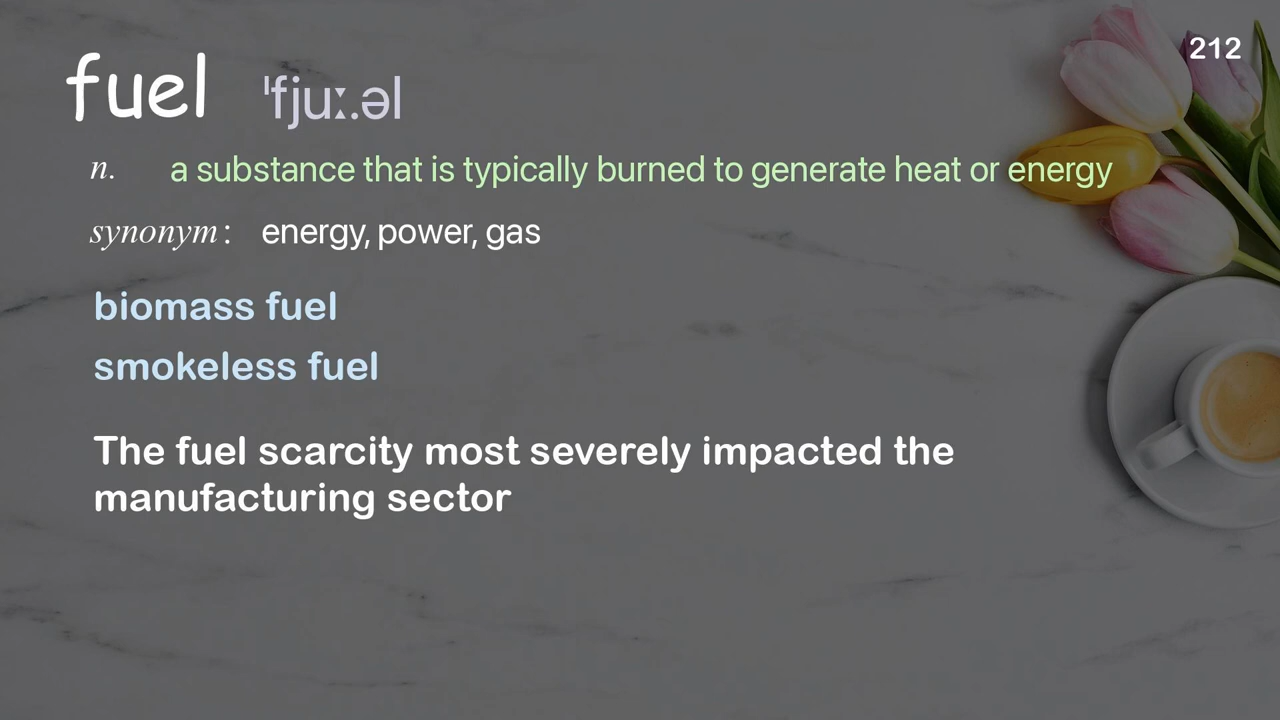 212
fuel ˈfjuː.əl
n. a substance that is typically burned to generate heat or energy
synonym: energy, power, gas
biomass fuel
smokeless fuel
The fuel scarcity most severely impacted the
manufacturing sector